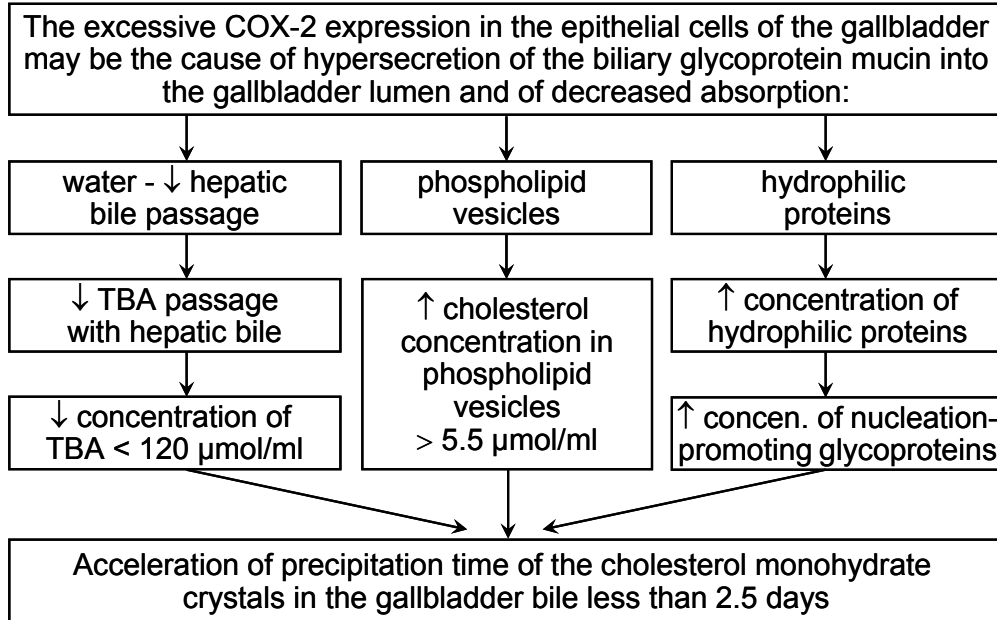 The excessive COX-2 expression in the epithelial cells of the gallbladder
may be the cause of hypersecretion of the biliary glycoprotein mucin into
the gallbladder lumen and of decreased absorption:
water - ↓ hepatic
bile passage
phospholipid
vesicles
hydrophilic
proteins
↓ TBA passage
with hepatic bile
↑ cholesterol
concentration in
phospholipid
vesicles
> 5.5 µmol/ml
↑ concentration of
hydrophilic proteins
↓ concentration of
TBA < 120 µmol/ml
↑ concen. of nucleation-
promoting glycoproteins
Acceleration of precipitation time of the cholesterol monohydrate
crystals in the gallbladder bile less than 2.5 days